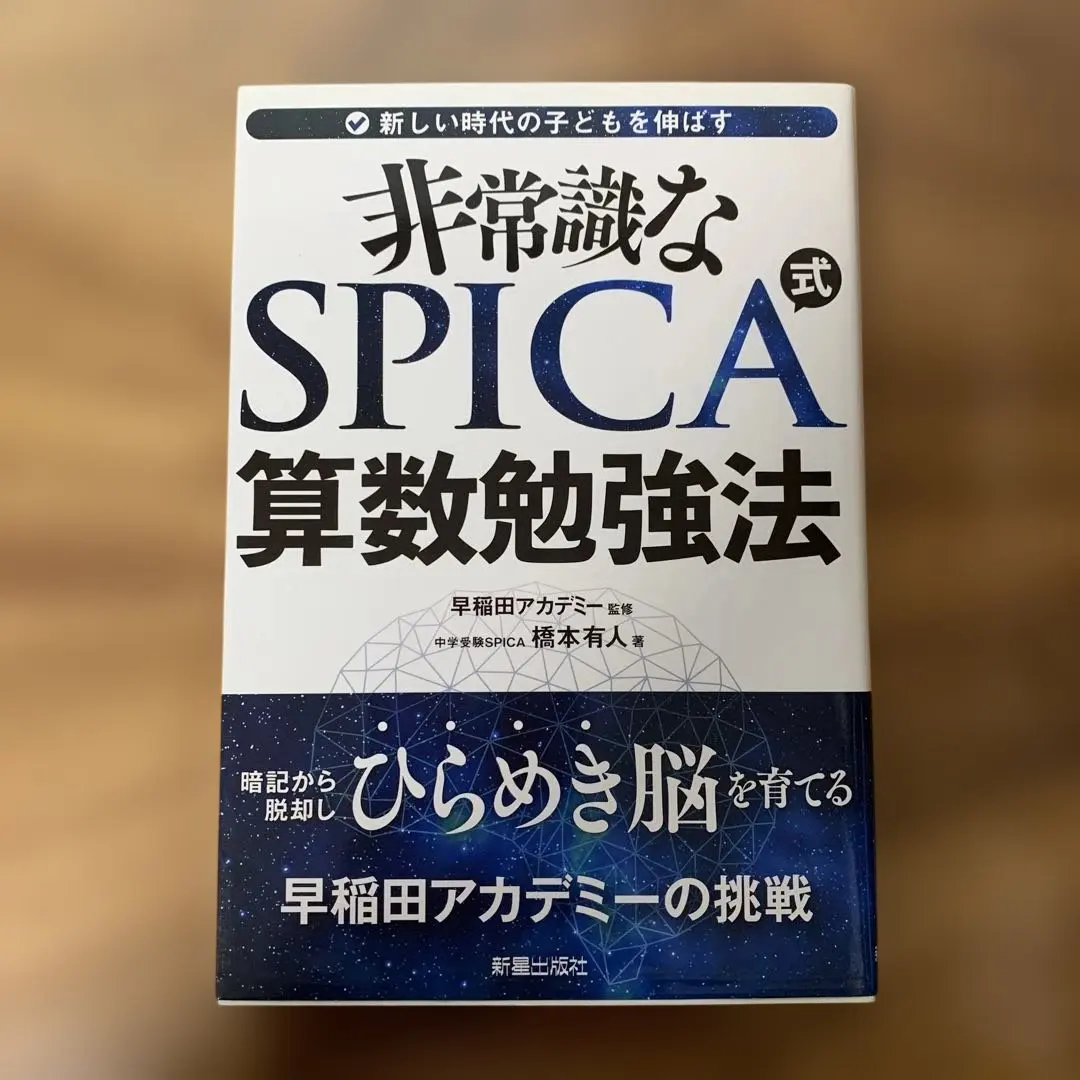 新しい時代の子どもを伸ばす
非常識な
SPICA式
算数勉強法
早稲田アカデミー 監修
中学受験SPICA 橋本有人 著
暗記から
脱却し
ひらめき脳を育てる
早稲田アカデミーの挑戦
新星出版社